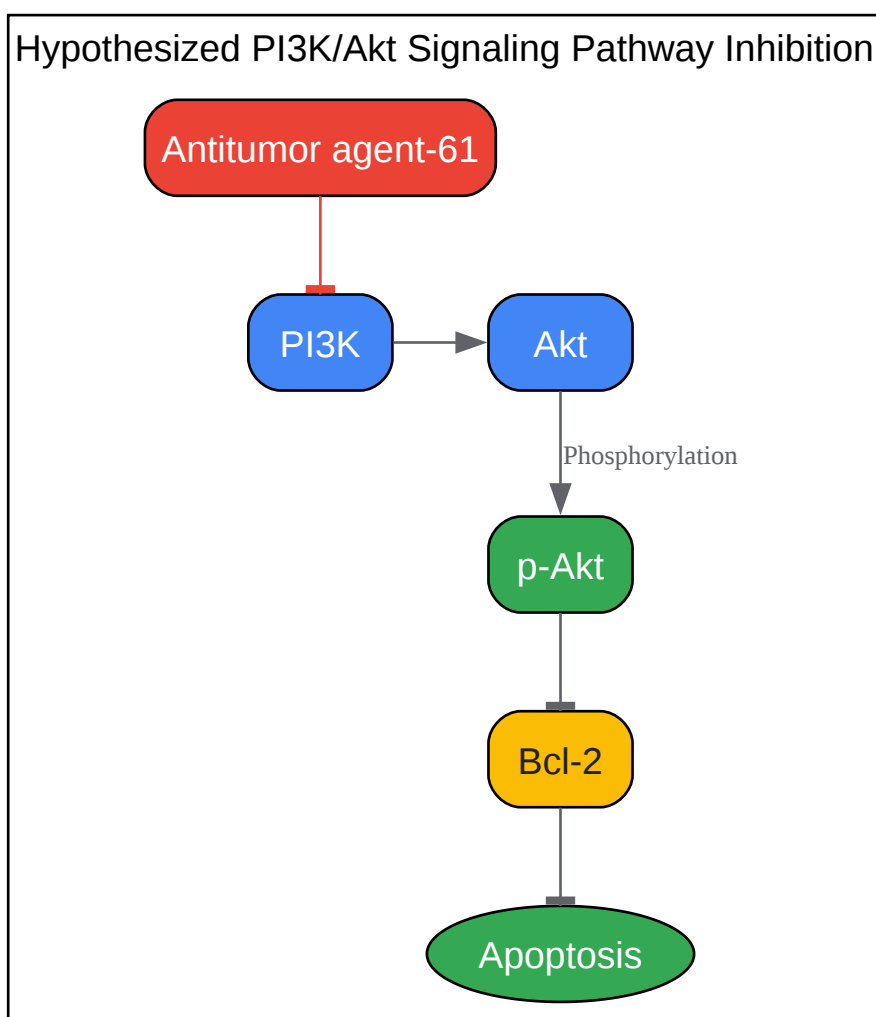 Hypothesized PI3K/Akt Signaling Pathway Inhibition
Antitumor agent-61
PI3K
Akt
Phosphorylation
p-Akt
Bcl-2
Apoptosis